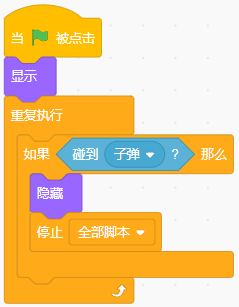 当 被点击
显示
重复执行
如果 碰到 子弹 ? 那么
隐藏
停止 全部脚本